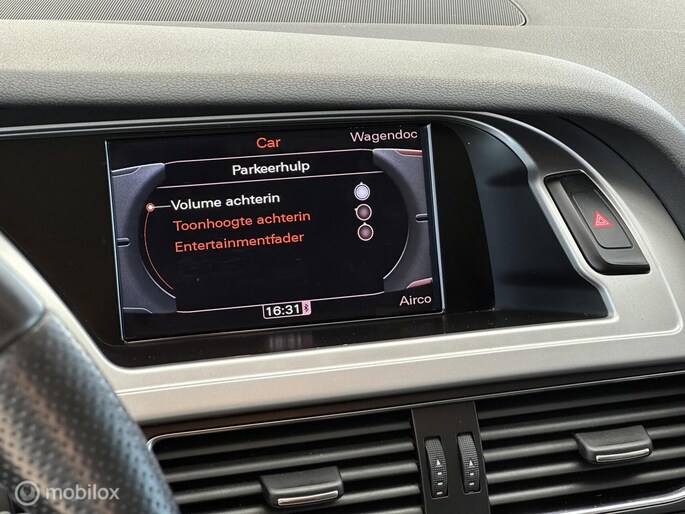 Car
Wagendoc
Parkeerhulp
Volume achterin
Toonhoogte achterin
Entertainmentfader
16:31
Airco
mobilox